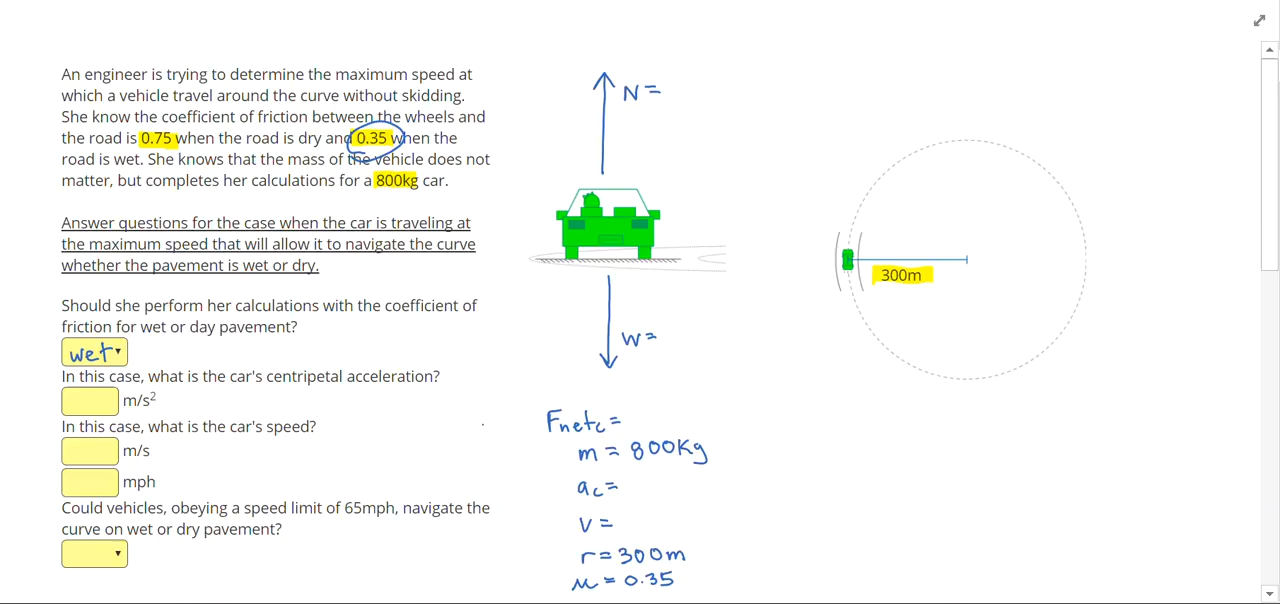 An engineer is trying to determine the maximum speed at
which a vehicle travel around the curve without skidding.
She know the coefficient of friction between the wheels and
the road is 0.75 when the road is dry and 0.35 when the
road is wet. She knows that the mass of the vehicle does not
matter, but completes her calculations for a 800kg car.
Answer questions for the case when the car is traveling at
the maximum speed that will allow it to navigate the curve
whether the pavement is wet or dry.
Should she perform her calculations with the coefficient of
friction for wet or day pavement?
wet
In this case, what is the car's centripetal acceleration?
m/s²
In this case, what is the car's speed?
m/s
mph
Could vehicles, obeying a speed limit of 65mph, navigate the
curve on wet or dry pavement?
N=
W=
Fnetc=
m = 800Kg
ac=
v=
r=300m
μ = 0.35
300m